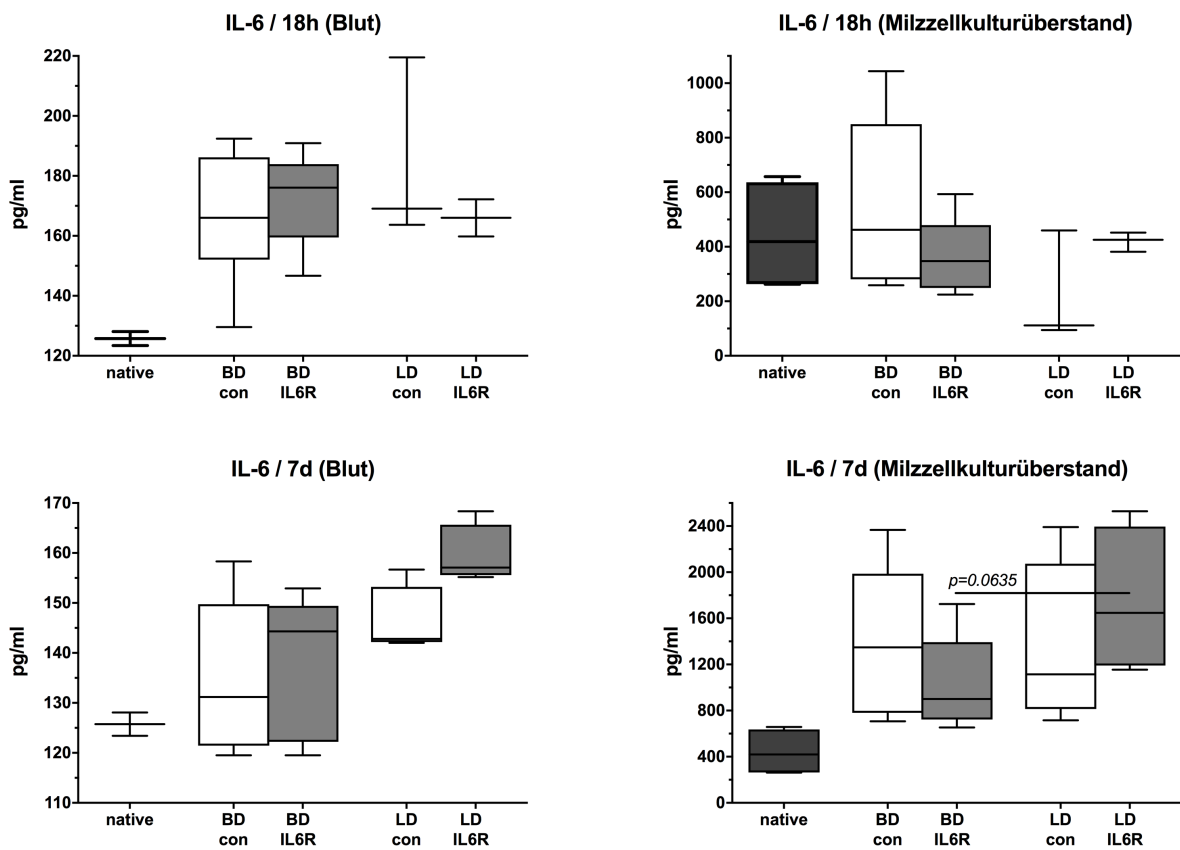 IL-6 / 18h (Blut)
220
200
180
160
140
120
pg/ml
native
BD
con
BD
IL6R
LD
con
LD
IL6R
IL-6 / 18h (Milzzellkulturüberstand)
1000
800
600
400
200
0
pg/ml
native
BD
con
BD
IL6R
LD
con
LD
IL6R
IL-6 / 7d (Blut)
170
160
150
140
130
120
110
pg/ml
native
BD
con
BD
IL6R
LD
con
LD
IL6R
IL-6 / 7d (Milzzellkulturüberstand)
2400
2000
1600
1200
800
400
0
pg/ml
p=0.0635
native
BD
con
BD
IL6R
LD
con
LD
IL6R